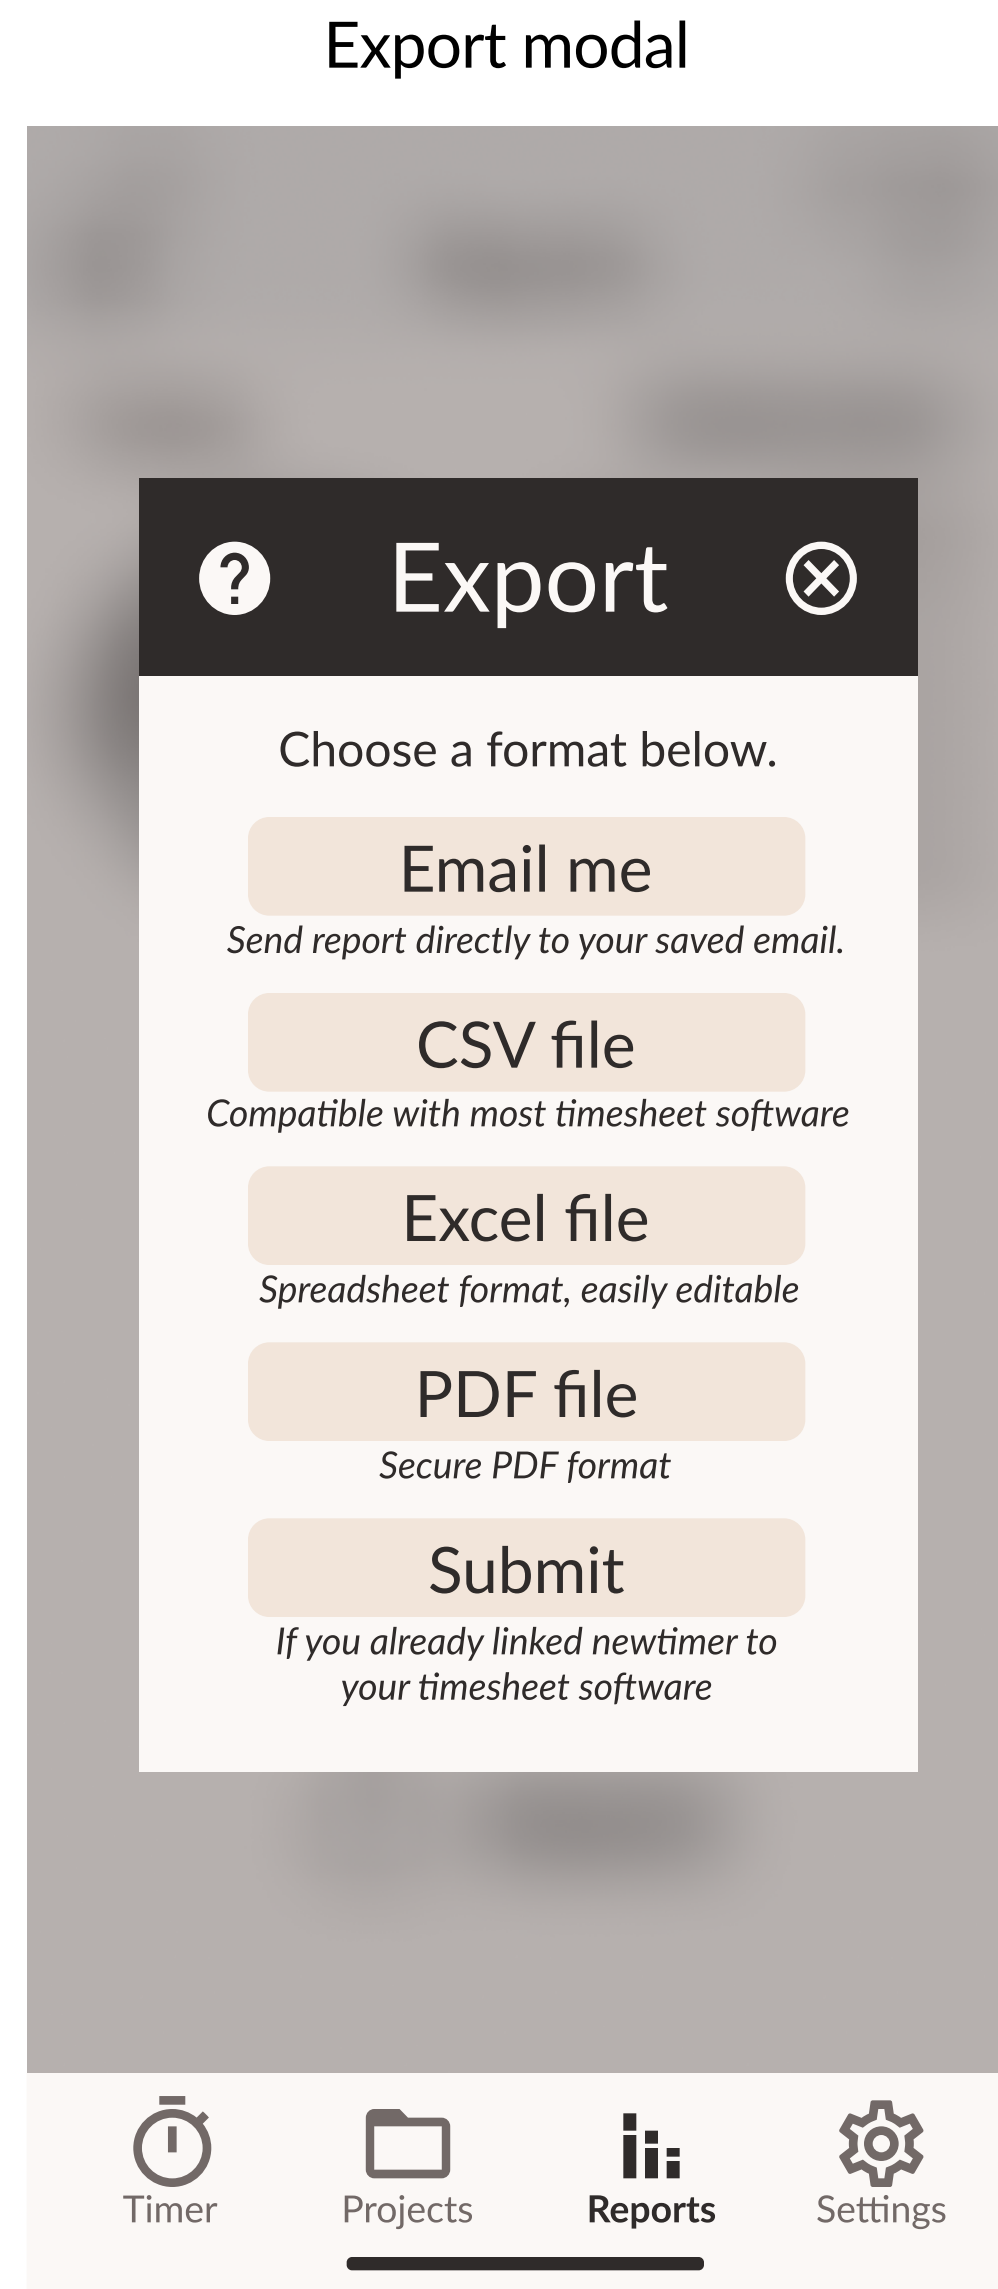 Export modal
Export
Choose a format below.
Email me
Send report directly to your saved email.
CSV file
Compatible with most timesheet software
Excel file
Spreadsheet format, easily editable
PDF file
Secure PDF format
Submit
If you already linked newtimer to
your timesheet software
Timer
Projects
Reports
Settings